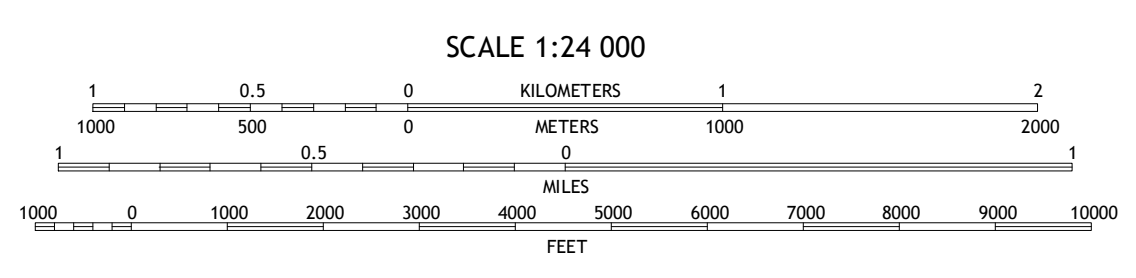 SCALE 1:24 000
1 0.5 0 KILOMETERS 1 2
1000 500 0 METERS 1000 2000
1 0.5 0 1
MILES
1000 0 1000 2000 3000 4000 5000 6000 7000 8000 9000 10000
FEET